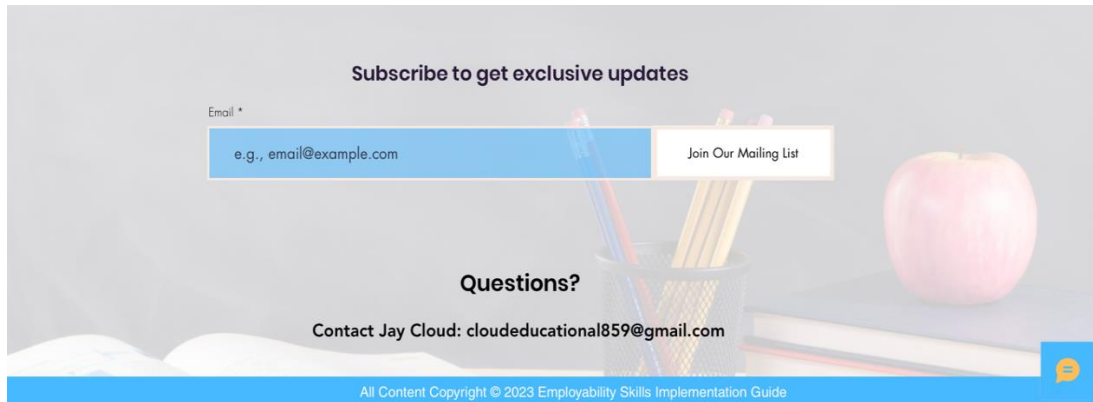 Subscribe to get exclusive updates
Email *
e.g., email@example.com
Join Our Mailing List
Questions?
Contact Jay Cloud: cloudeducational859@gmail.com
All Content Copyright © 2023 Employability Skills Implementation Guide